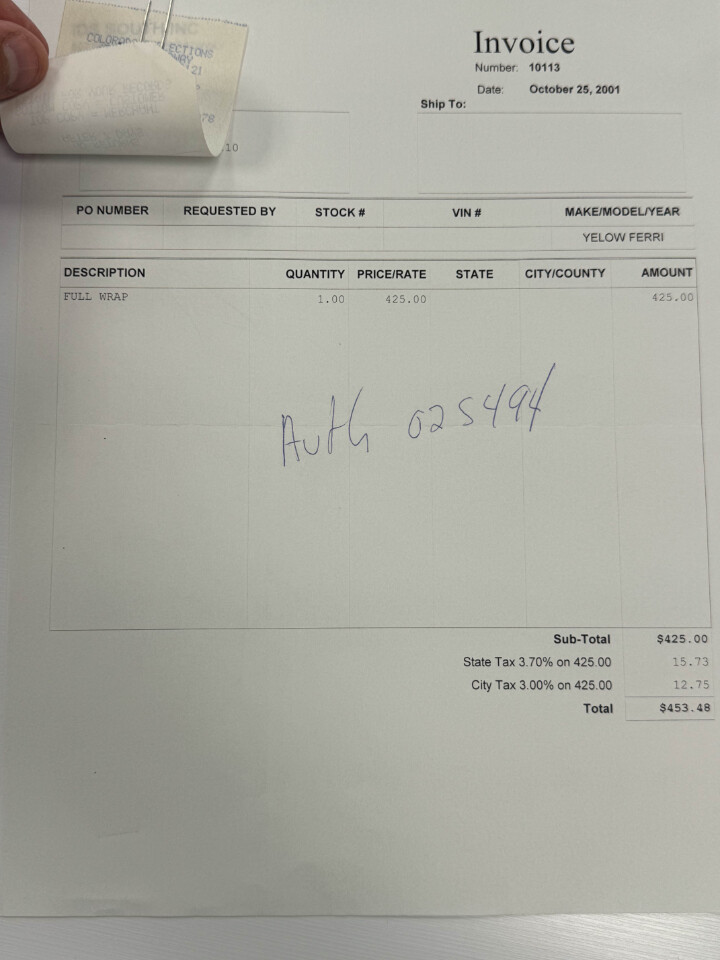 Invoice
Number: 10113
Date: October 25, 2001
Ship To:
10
PO NUMBER REQUESTED BY STOCK # VIN # MAKE/MODEL/YEAR
YELOW FERRI
DESCRIPTION QUANTITY PRICE/RATE STATE CITY/COUNTY AMOUNT
FULL WRAP 1.00 425.00 425.00
Auth 025494
Sub-Total $425.00
State Tax 3.70% on 425.00 15.73
City Tax 3.00% on 425.00 12.75
Total $453.48